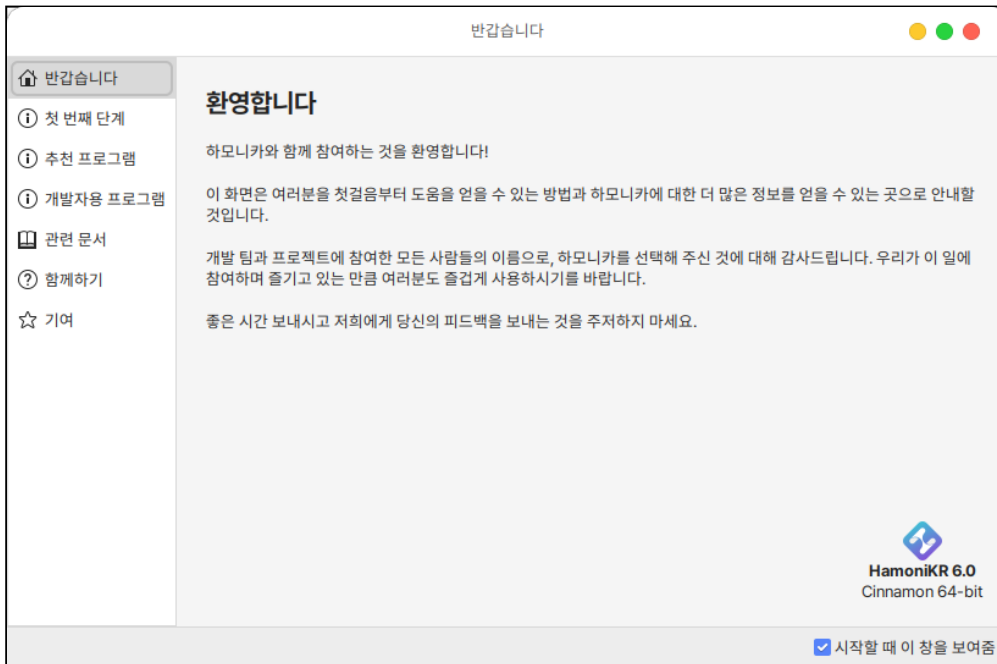 반갑습니다
반갑습니다
첫 번째 단계
추천 프로그램
개발자용 프로그램
관련 문서
함께하기
기여
환영합니다
하모니카와 함께 참여하는 것을 환영합니다!
이 화면은 여러분을 첫걸음부터 도움을 얻을 수 있는 방법과 하모니카에 대한 더 많은 정보를 얻을 수 있는 곳으로 안내할
것입니다.
개발 팀과 프로젝트에 참여한 모든 사람들의 이름으로, 하모니카를 선택해 주신 것에 대해 감사드립니다. 우리가 이 일에
참여하며 즐기고 있는 만큼 여러분도 즐겁게 사용하시기를 바랍니다.
좋은 시간 보내시고 저희에게 당신의 피드백을 보내는 것을 주저하지 마세요.
HamoniKR 6.0
Cinnamon 64-bit
시작할 때 이 창을 보여줌